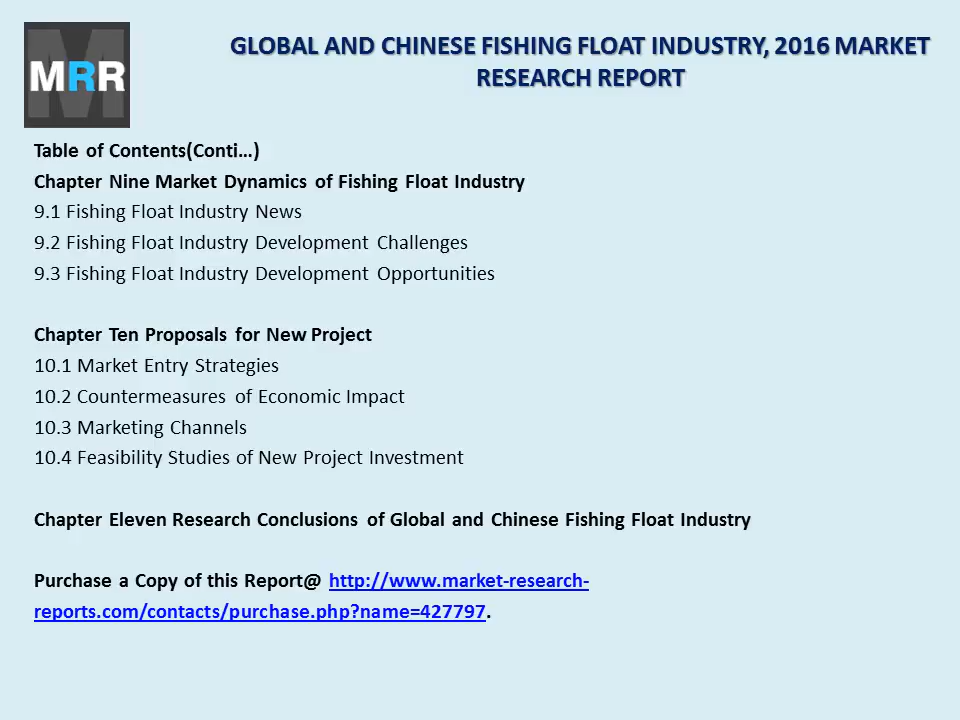 MRR
GLOBAL AND CHINESE FISHING FLOAT INDUSTRY, 2016 MARKET
RESEARCH REPORT
Table of Contents(Conti…)
Chapter Nine Market Dynamics of Fishing Float Industry
9.1 Fishing Float Industry News
9.2 Fishing Float Industry Development Challenges
9.3 Fishing Float Industry Development Opportunities
Chapter Ten Proposals for New Project
10.1 Market Entry Strategies
10.2 Countermeasures of Economic Impact
10.3 Marketing Channels
10.4 Feasibility Studies of New Project Investment
Chapter Eleven Research Conclusions of Global and Chinese Fishing Float Industry
Purchase a Copy of this Report@ http://www.market-research-
reports.com/contacts/purchase.php?name=427797.